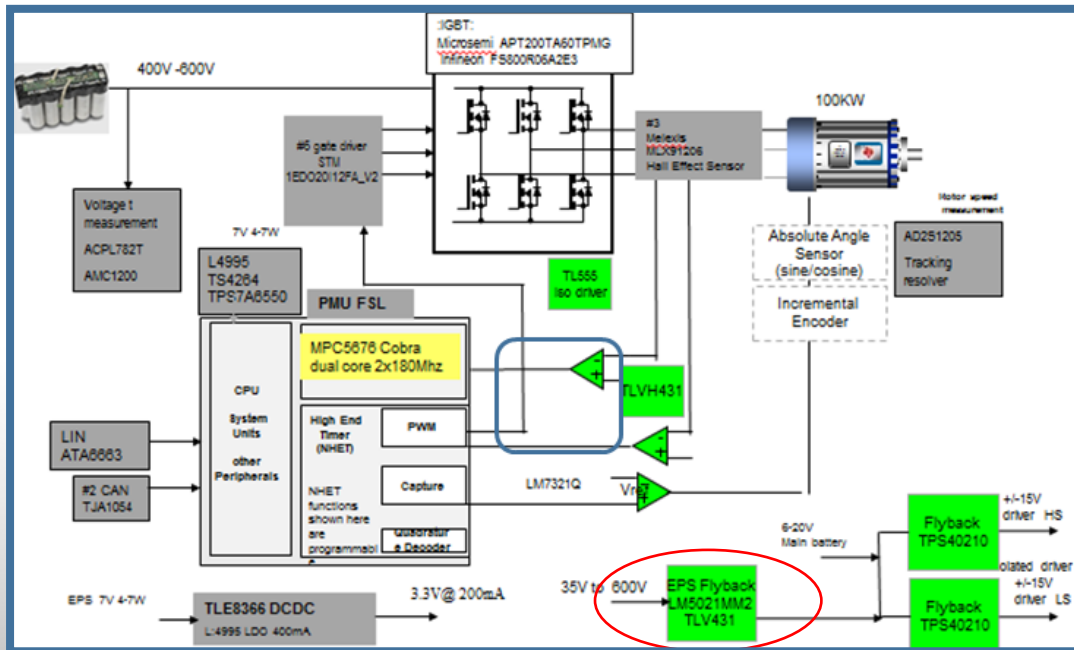 :IGBT:
Microsemi APT200TA60TPMG
Infineon FS800R06A2E3
400V -600V
100KW
#3
Melexis
MLX91206
Hall Effect Sensor
#6 gate driver
STM
1EDO20I12FA_V2
Voltage t
measurement
ACPL782T
AMC1200
7V 4-7W
L4995
TS4264
TPS7A6550
PMU FSL
TL555
Iso driver
Motor speed
measurement
AD2S1205
Tracking
resolver
Absolute Angle
Sensor
(sine/cosine)
Incremental
Encoder
MPC5676 Cobra
dual core 2x180Mhz
TLVH431
CPU
System
Units
other
Peripherals
High End
Timer
(NHET)
PWM
NHET
functions
shown here
are
programmabl
Capture
Quadratur
e Decoder
LIN
ATA6663
#2 CAN
TJA1054
LM7321Q
Vref
+
-
+
-
+
6-20V
Main battery
Flyback
TPS40210
+/-15V
driver HS
olated driver
+/-15V
driver LS
Flyback
TPS40210
35V to 600V
EPS Flyback
LM5021MM2
TLV431
EPS 7V 4-7W
TLE8366 DCDC
L:4995 LDO 400mA
3.3V@ 200mA